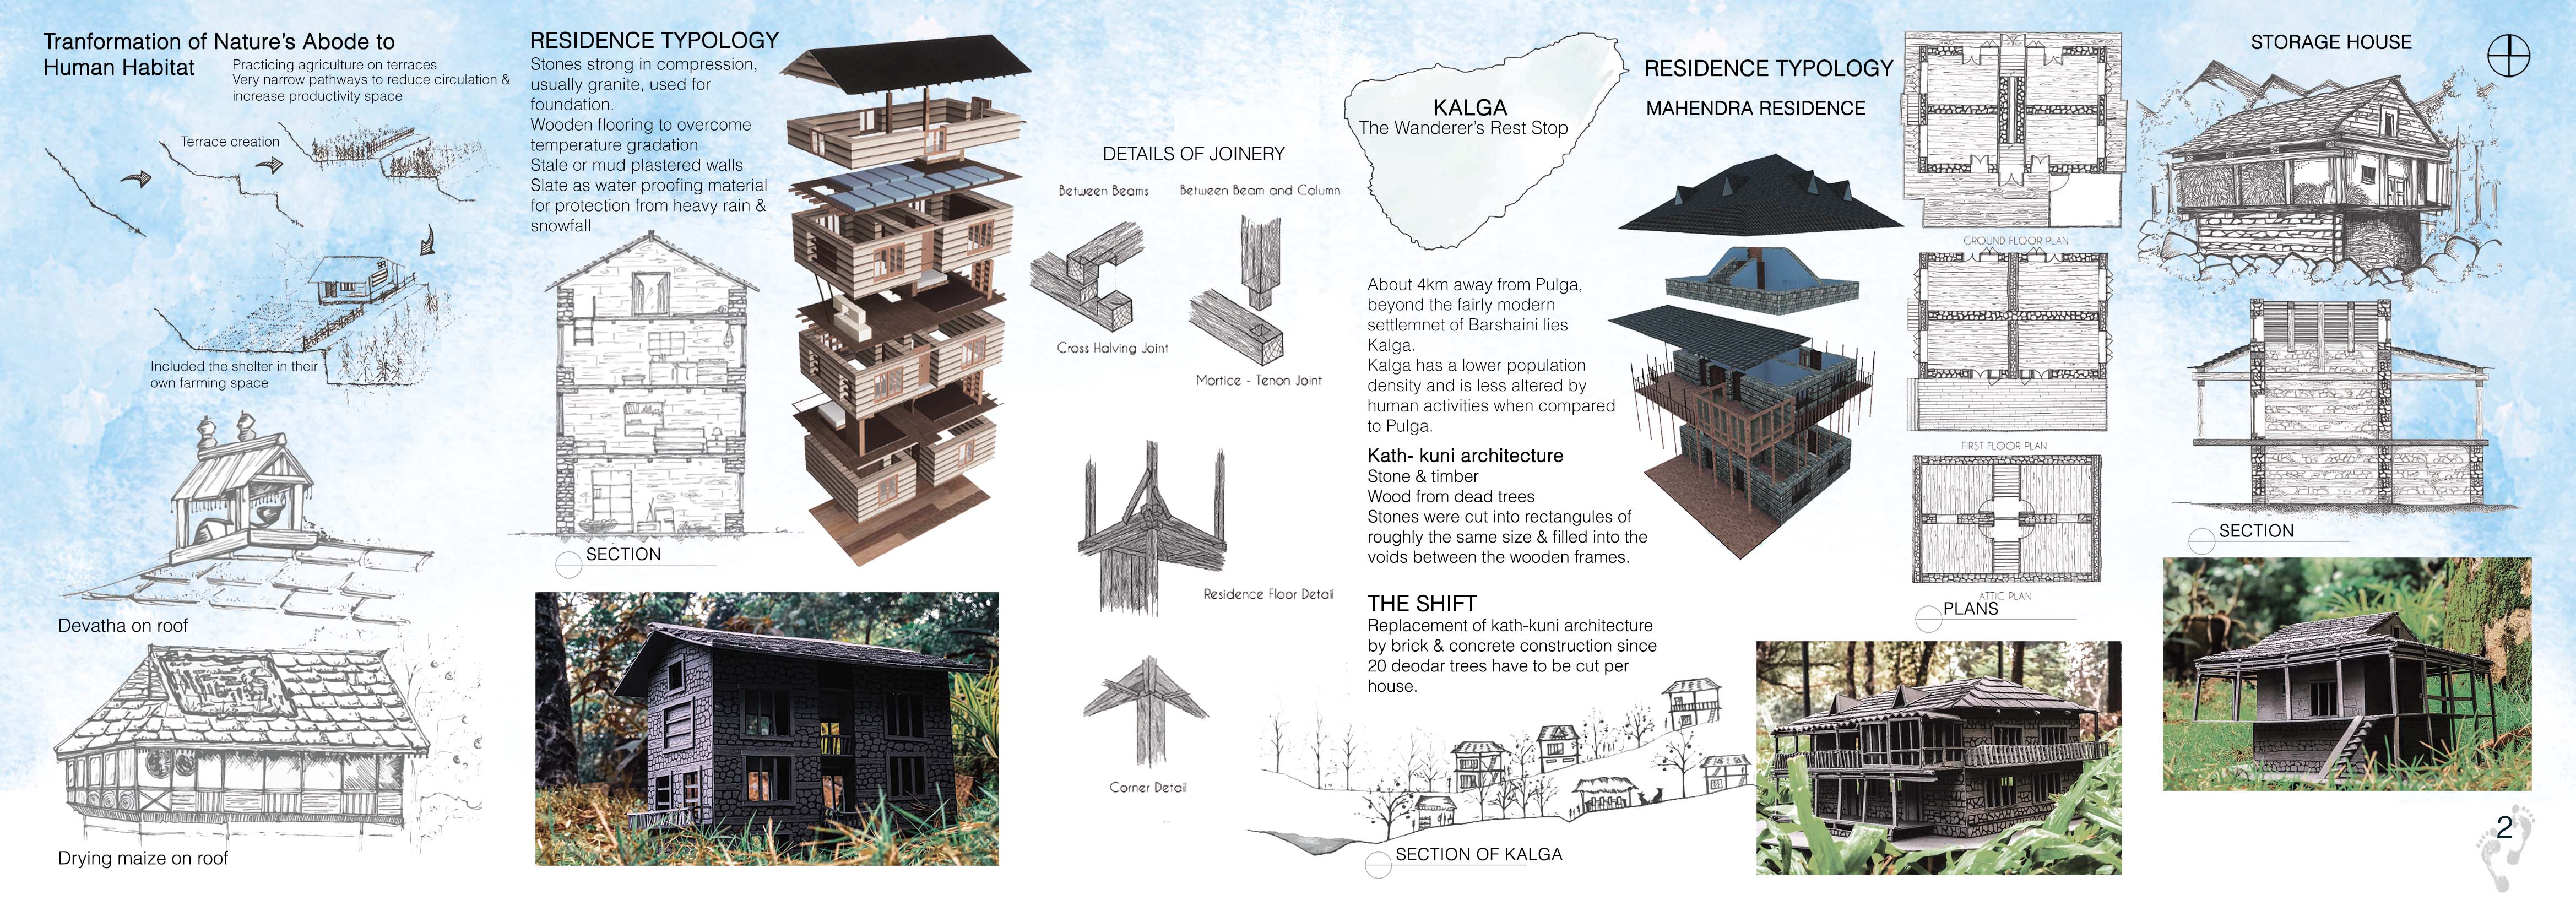 Tranformation of Nature's Abode to
Human Habitat
Practicing agriculture on terraces
Very narrow pathways to reduce circulation &
increase productivity space
Terrace creation
Included the shelter in their
own farming space
Devatha on roof
Drying maize on roof
RESIDENCE TYPOLOGY
Stones strong in compression,
usually granite, used for
foundation.
Wooden flooring to overcome
temperature gradation
Stale or mud plastered walls
Slate as water proofing material
for protection from heavy rain &
snowfall
SECTION
DETAILS OF JOINERY
Between Beams
Between Beam and Column
Cross Halving Joint
Mortice - Tenon Joint
Residence Floor Detail
Corner Detail
KALGA
The Wanderer's Rest Stop
About 4km away from Pulga,
beyond the fairly modern
settlemnet of Barshaini lies
Kalga.
Kalga has a lower population
density and is less altered by
human activities when compared
to Pulga.
Kath- kuni architecture
Stone & timber
Wood from dead trees
Stones were cut into rectangules of
roughly the same size & filled into the
voids between the wooden frames.
THE SHIFT
Replacement of kath-kuni architecture
by brick & concrete construction since
20 deodar trees have to be cut per
house.
SECTION OF KALGA
RESIDENCE TYPOLOGY
MAHENDRA RESIDENCE
GROUND FLOOR PLAN
FIRST FLOOR PLAN
ATTIC PLAN
PLANS
STORAGE HOUSE
SECTION
2